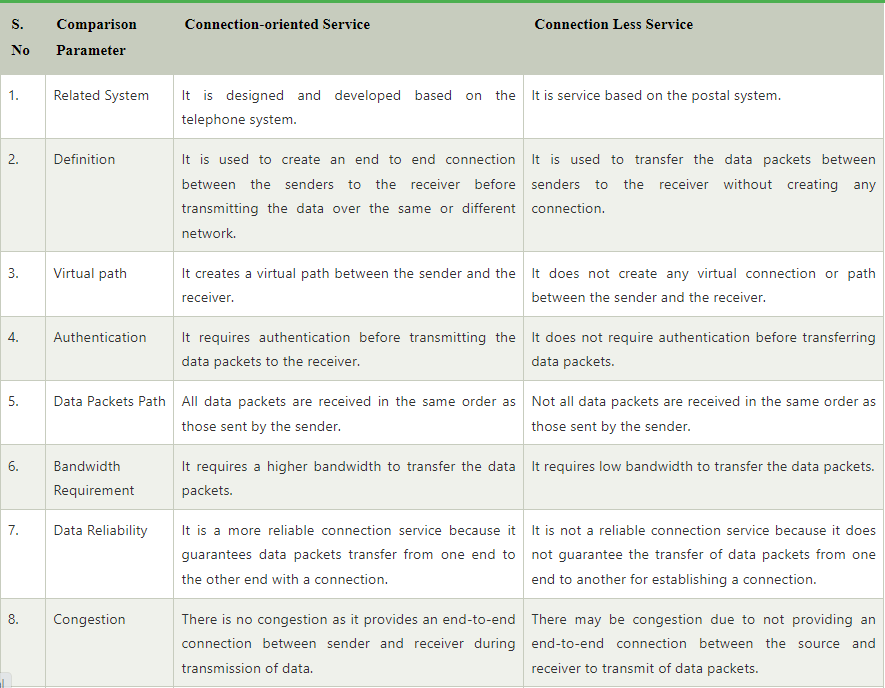 S. No
Comparison Parameter
Connection-oriented Service
Connection Less Service
1.
Related System
It is designed and developed based on the
telephone system.
It is service based on the postal system.
2.
Definition
It is used to create an end to end connection
between the senders to the receiver before
transmitting the data over the same or different
network.
It is used to transfer the data packets between
senders to the receiver without creating any
connection.
3.
Virtual path
It creates a virtual path between the sender and the
receiver.
It does not create any virtual connection or path
between the sender and the receiver.
4.
Authentication
It requires authentication before transmitting the
data packets to the receiver.
It does not require authentication before transferring
data packets.
5.
Data Packets Path
All data packets are received in the same order as
those sent by the sender.
Not all data packets are received in the same order as
those sent by the sender.
6.
Bandwidth
Requirement
It requires a higher bandwidth to transfer the data
packets.
It requires low bandwidth to transfer the data packets.
7.
Data Reliability
It is a more reliable connection service because it
guarantees data packets transfer from one end to
the other end with a connection.
It is not a reliable connection service because it does
not guarantee the transfer of data packets from one
end to another for establishing a connection.
8.
Congestion
There is no congestion as it provides an end-to-end
connection between sender and receiver during
transmission of data.
There may be congestion due to not providing an
end-to-end connection between the source and
receiver to transmit of data packets.